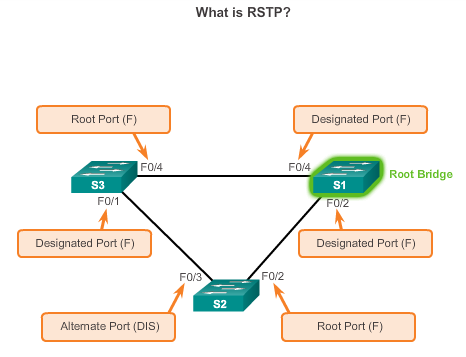 What is RSTP?
Root Port (F)
Designated Port (F)
F0/4
F0/4
S3
S1
Root Bridge
F0/1
F0/2
Designated Port (F)
Designated Port (F)
F0/3
F0/2
S2
Alternate Port (DIS)
Root Port (F)